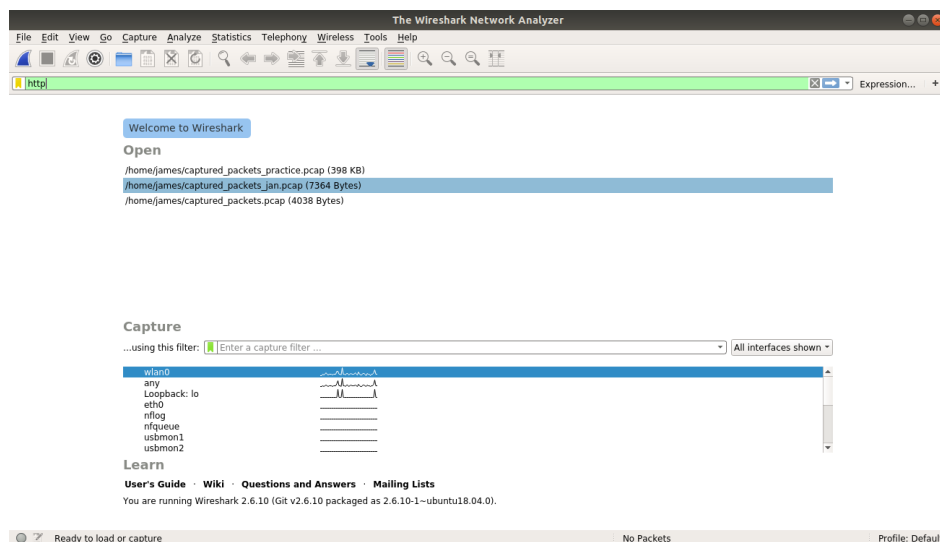 The Wireshark Network Analyzer
File Edit View Go Capture Analyze Statistics Telephony Wireless Tools Help
http Expression... +
Welcome to Wireshark
Open
/home/james/captured_packets_practice.pcap (398 KB)
/home/james/captured_packets_jan.pcap (7364 Bytes)
/home/james/captured_packets.pcap (4038 Bytes)
Capture
...using this filter: Enter a capture filter ... All interfaces shown
wlan0
any
Loopback: lo
eth0
nflog
nfqueue
usbmon1
usbmon2
Learn
User's Guide · Wiki · Questions and Answers · Mailing Lists
You are running Wireshark 2.6.10 (Git v2.6.10 packaged as 2.6.10-1~ubuntu18.04.0).
Ready to load or capture No Packets Profile: Defaul